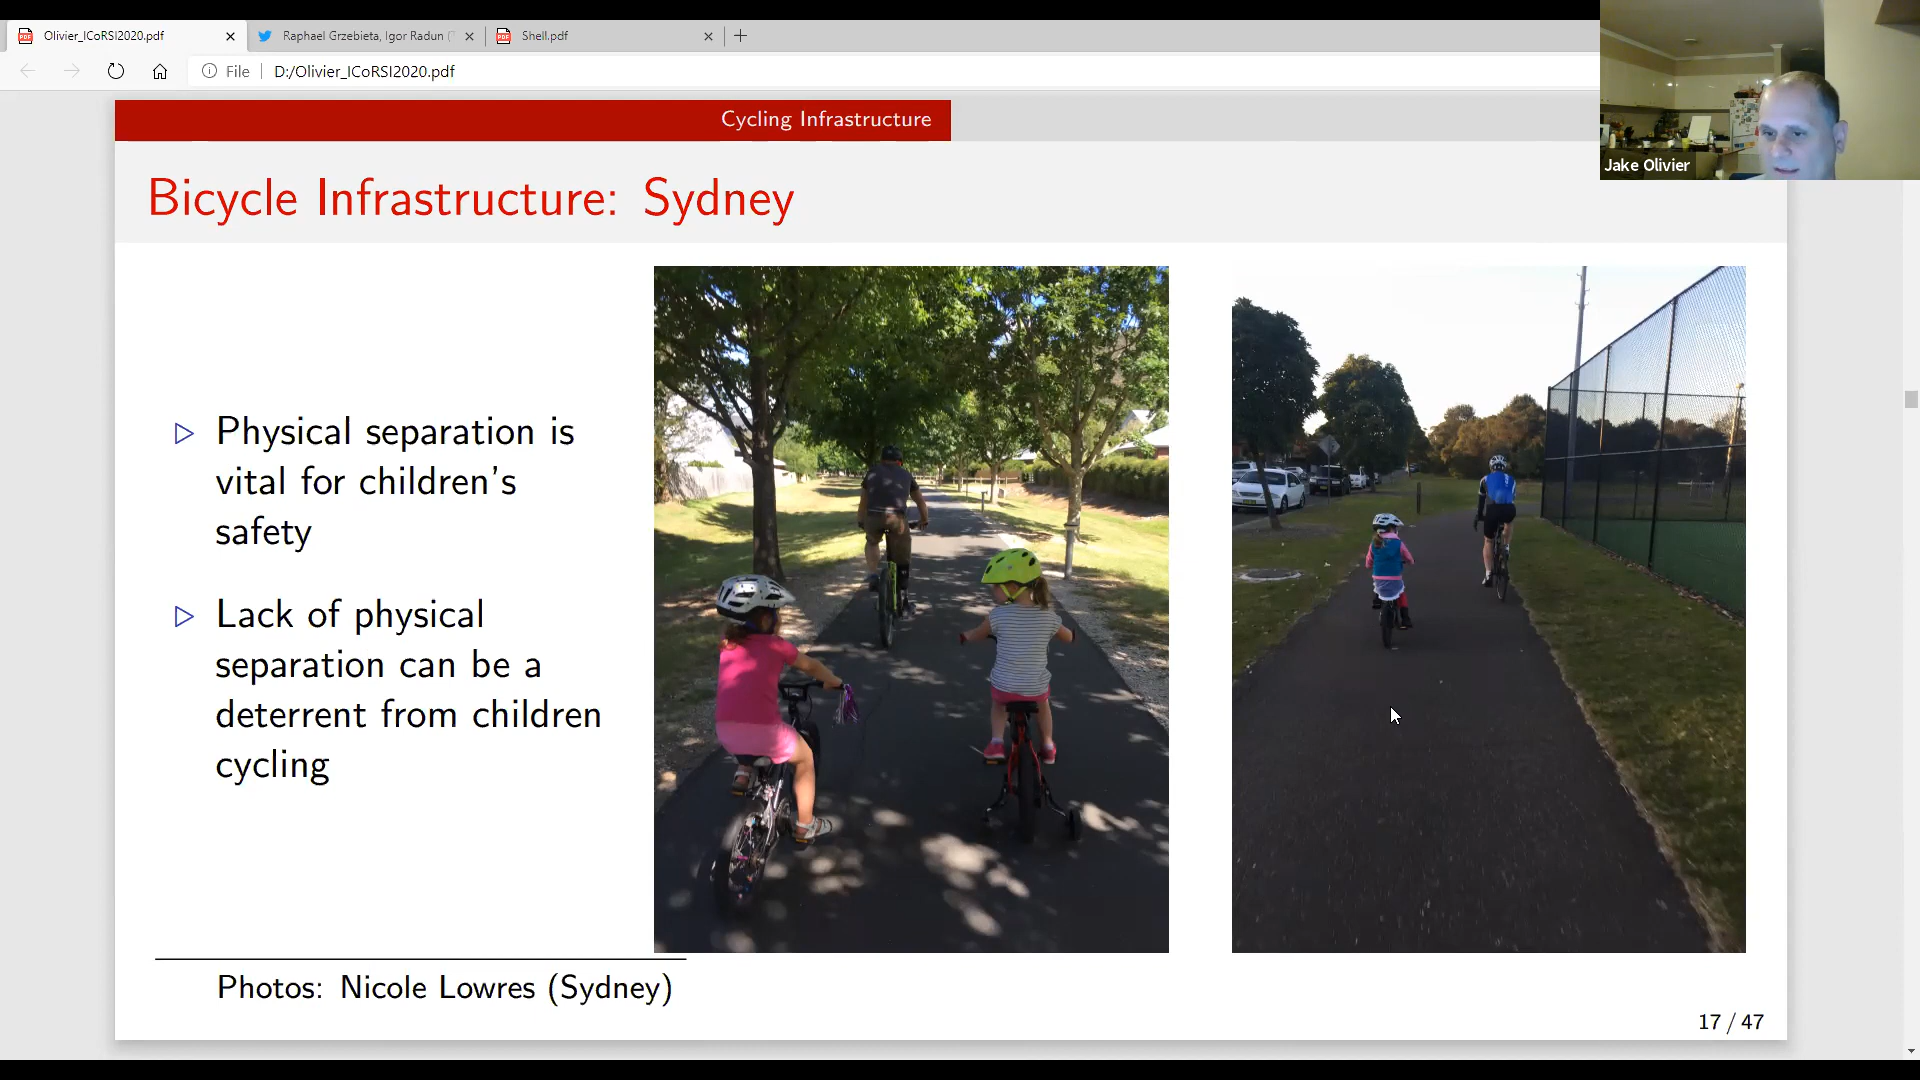 Olivier_ICoRSI2020.pdf
Raphael Grzebieta, Igor Radun (
Shell.pdf
File
D:/Olivier_ICoRSI2020.pdf
Jake Olivier
Cycling Infrastructure
Bicycle Infrastructure: Sydney
Physical separation is
vital for children's
safety
Lack of physical
separation can be a
deterrent from children
cycling
Photos: Nicole Lowres (Sydney)
17 / 47